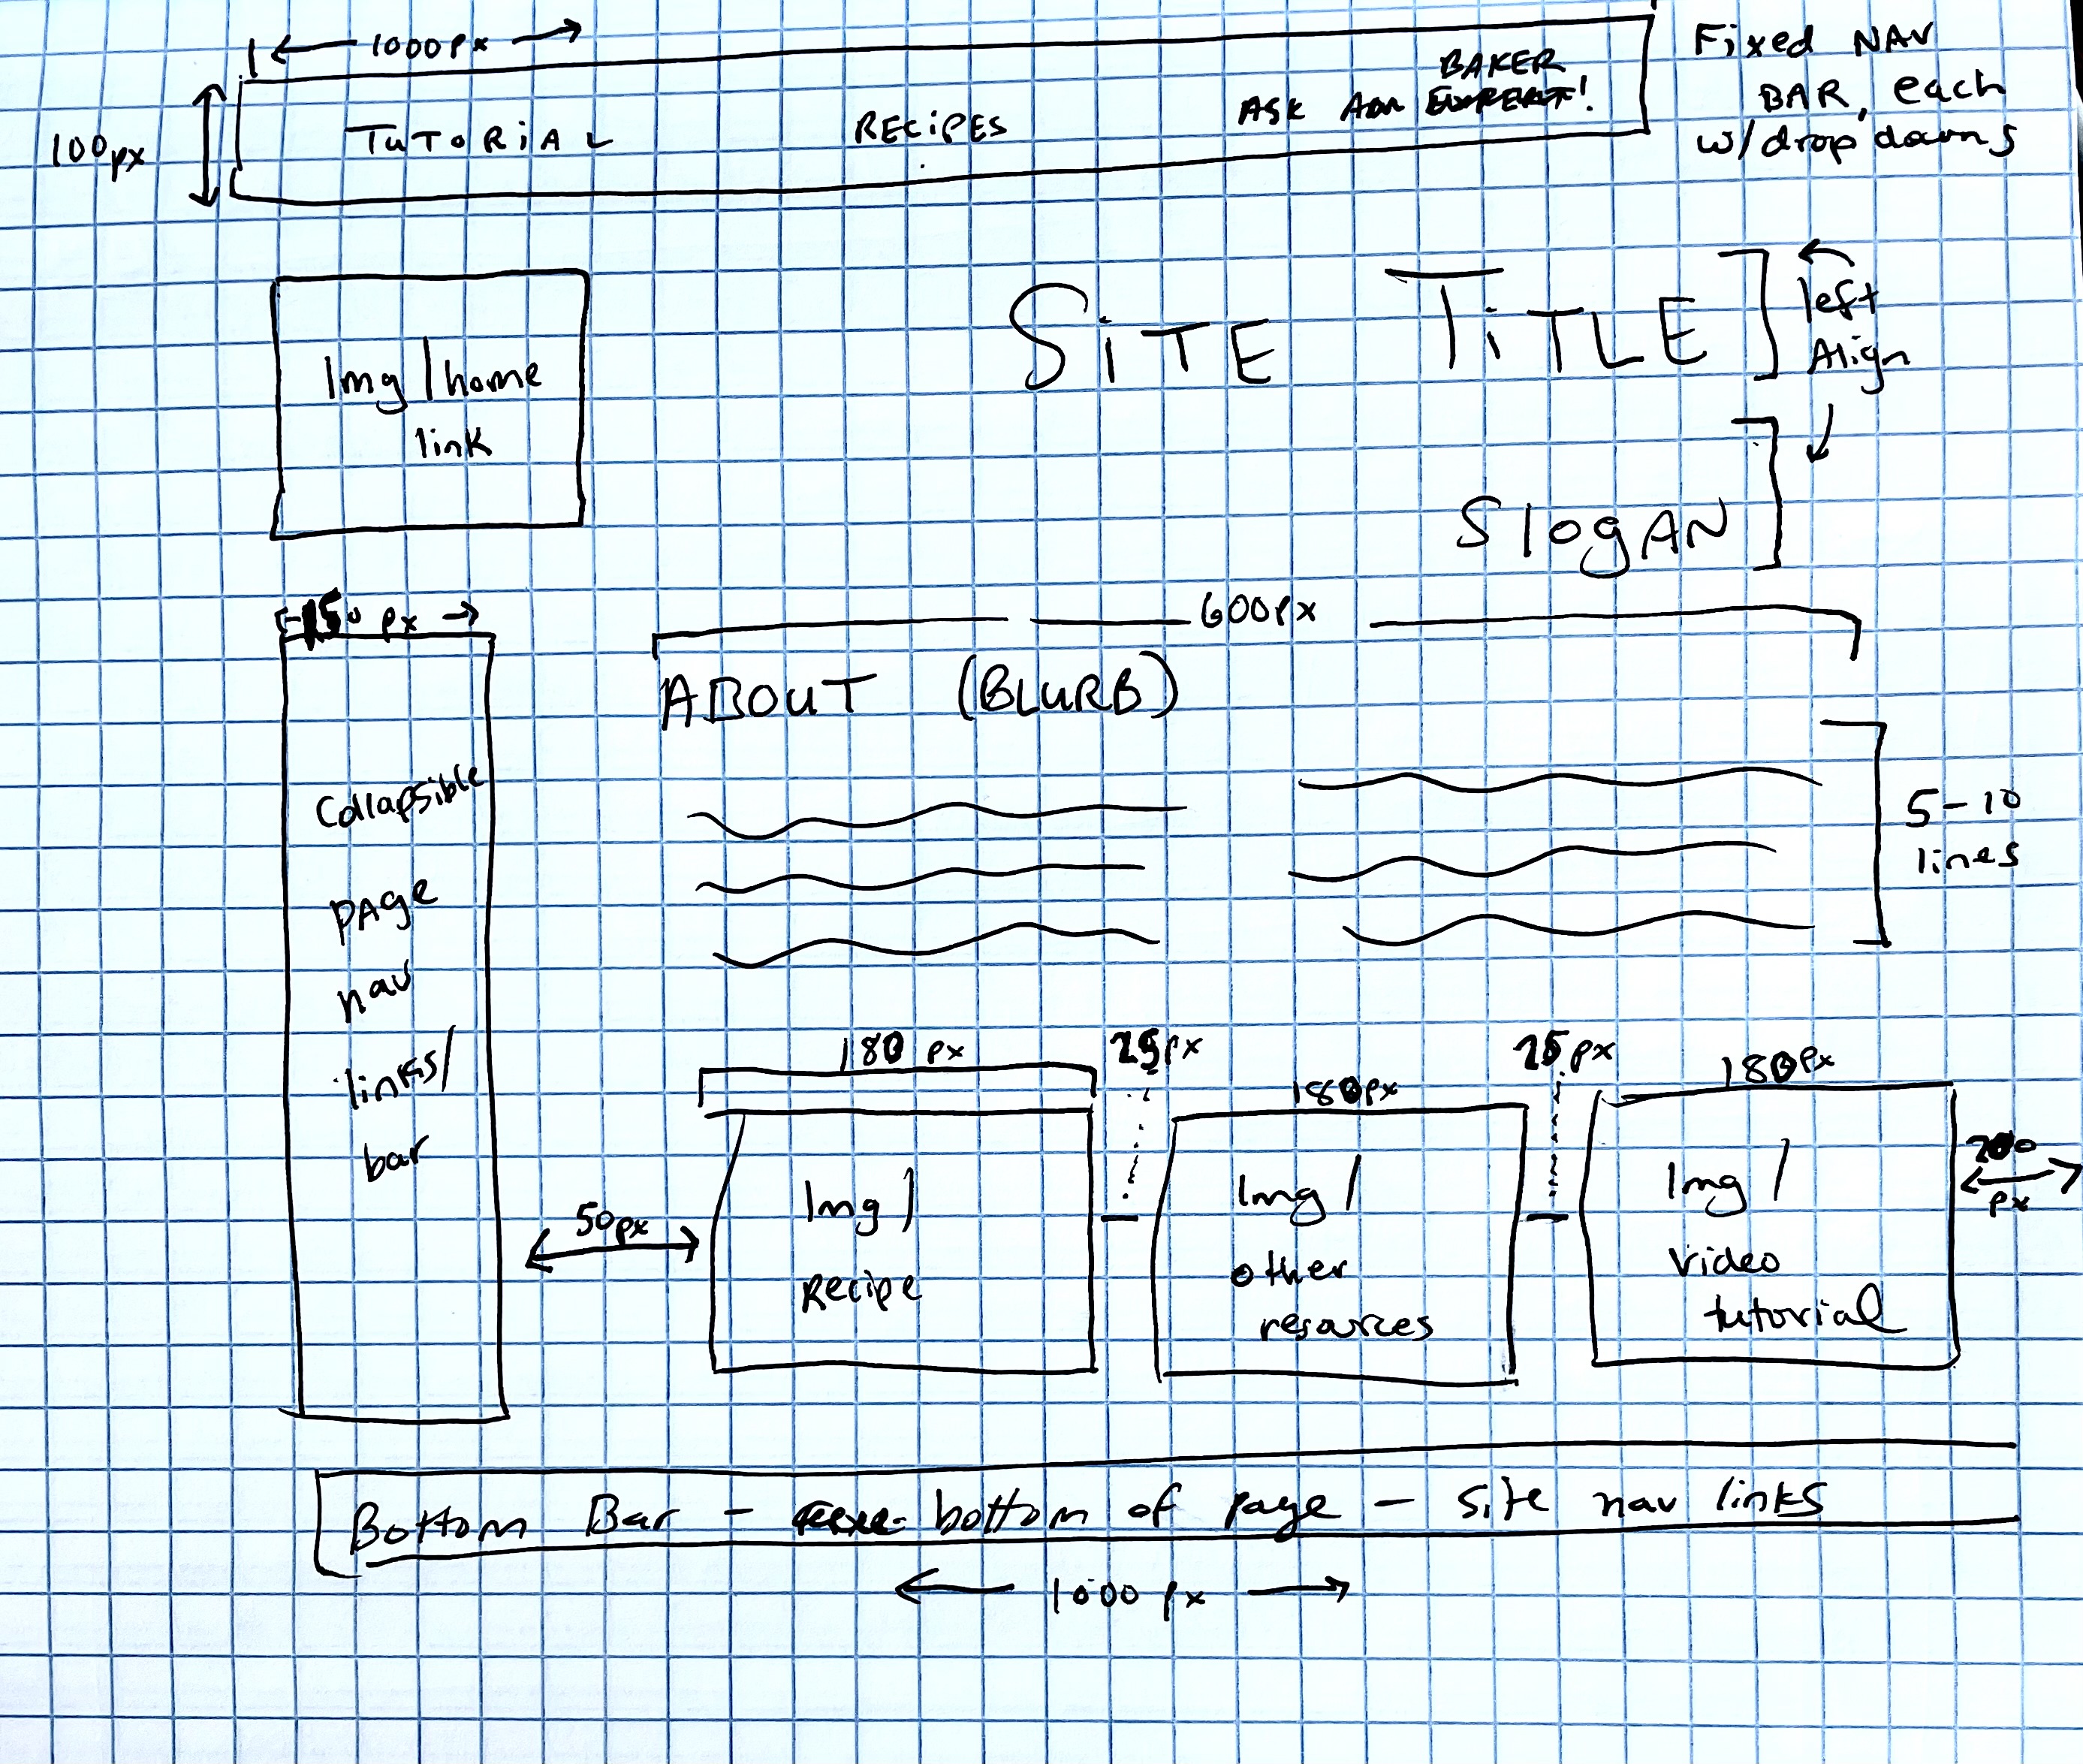 1000px
Fixed NAV
BAR, each
w/drop downs
100px
TUTORIAL
RECIPES
BAKER
ASK A
Img/home
link
SiTE TiTLE
left
Align
SlogAN
150 px
600px
ABOUT (BLURB)
Collapsible
PAge
nav
links/
bar
5-10
lines
180 px
25px
180px
25px
180px
50px
Img/
Recipe
Img/
other
resources
Img/
video
tutorial
200
px
Bottom Bar - bottom of page - site nav links
1000 px